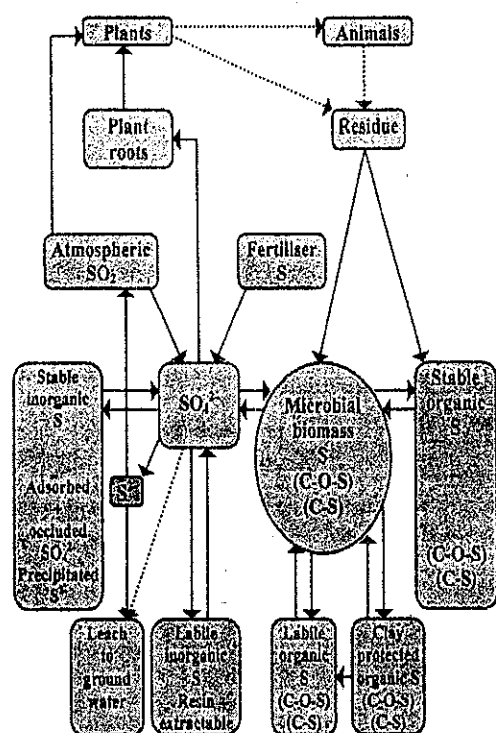 Plants
Animals
Plant
roots
Residue
Atmospheric
SO₂
Fertiliser
S
Stable
inorganic
S
Adsorbed
+
occluded
SO₄
Precipitated
S°
SO₄²⁻
S
Microbial
biomass
S
(C-O-S)
(C-S)
Stable
organic
S
(C-O-S)
(C-S)
Leach
to
ground
water
Labile
inorganic
S
Resin
extractable
Labile
organic
S
(C-O-S)
(C-S)
Clay
protected
organic S
(C-O-S)
(C-S)